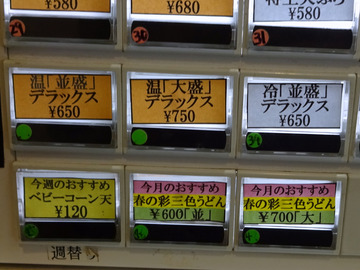 ¥580
¥680
¥580
29
34
31
温「並盛」
デラックス
¥650
温「大盛」
デラックス
¥750
冷「並盛」
デラックス
¥650
今週のおすすめ
ベビーコーン天
¥120
今月のおすすめ
春の彩三色うどん
¥600「並」
今月のおすすめ
春の彩三色うどん
¥700「大」
週替